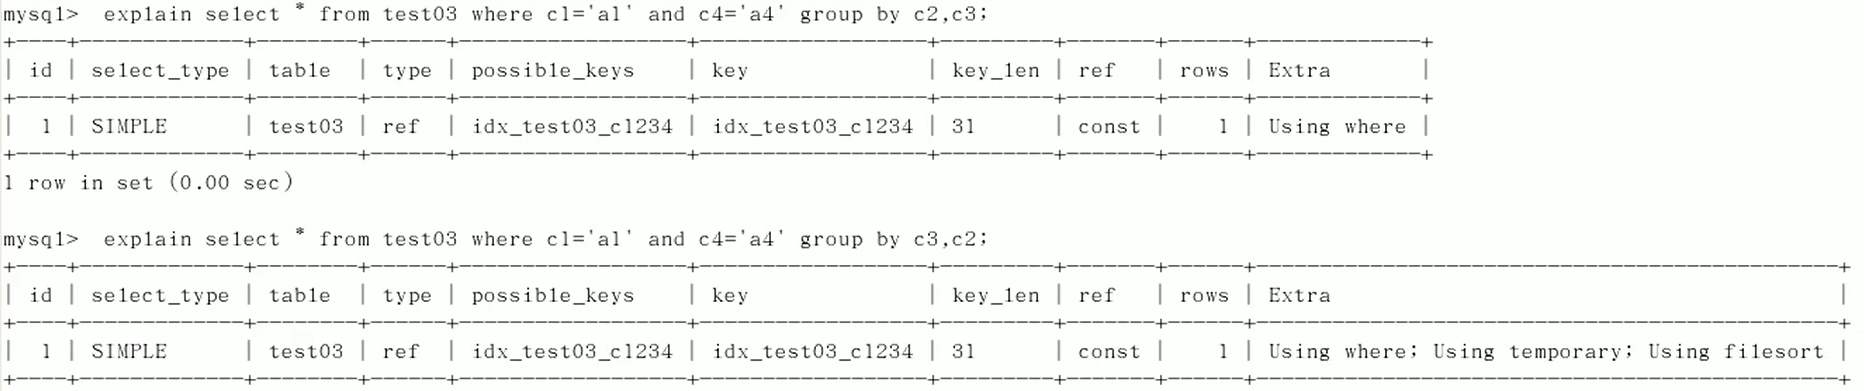 mysql>  explain select * from test03 where c1='a1' and c4='a4' group by c2,c3;
+----+-------------+--------+------+-------------------+-------------------+---------+-------+------+-------------+
| id | select_type | table  | type | possible_keys     | key               | key_len | ref   | rows | Extra       |
+----+-------------+--------+------+-------------------+-------------------+---------+-------+------+-------------+
|  1 | SIMPLE      | test03 | ref  | idx_test03_c1234 | idx_test03_c1234 | 31      | const |    1 | Using where |
+----+-------------+--------+------+-------------------+-------------------+---------+-------+------+-------------+
1 row in set (0.00 sec)
mysql>  explain select * from test03 where c1='a1' and c4='a4' group by c3,c2;
+----+-------------+--------+------+-------------------+-------------------+---------+-------+------+----------------------------------------------+
| id | select_type | table  | type | possible_keys     | key               | key_len | ref   | rows | Extra                                        |
+----+-------------+--------+------+-------------------+-------------------+---------+-------+------+----------------------------------------------+
|  1 | SIMPLE      | test03 | ref  | idx_test03_c1234 | idx_test03_c1234 | 31      | const |    1 | Using where; Using temporary; Using filesort |
+----+-------------+--------+------+-------------------+-------------------+---------+-------+------+----------------------------------------------+